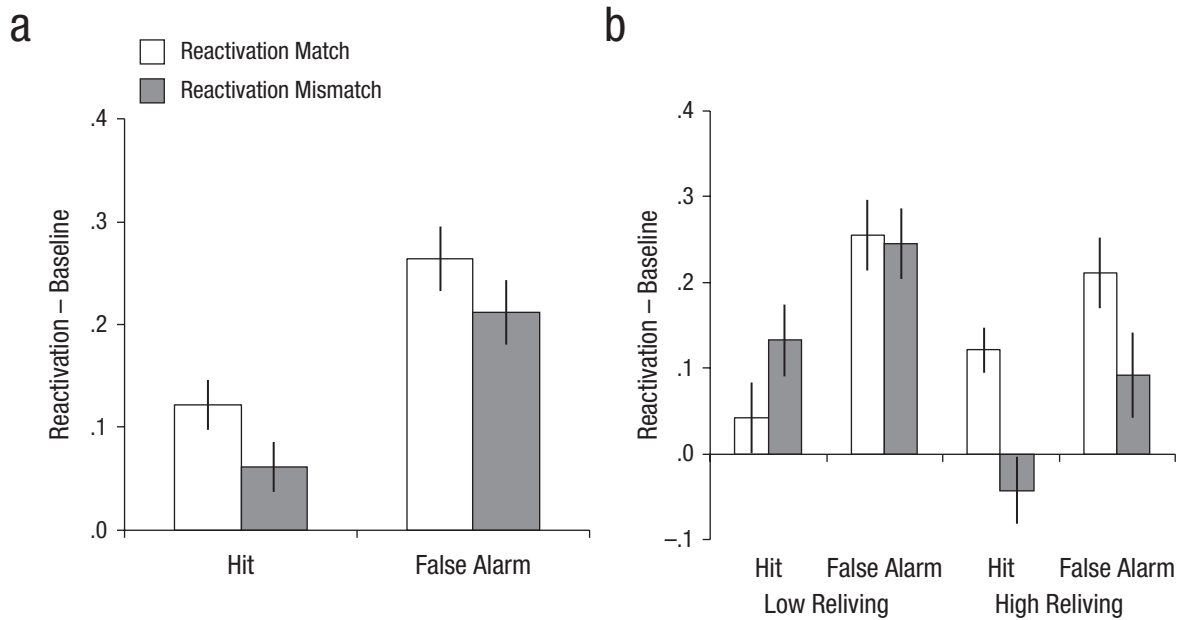 a
Reactivation Match
Reactivation Mismatch
.4
.3
.2
.1
.0
Reactivation – Baseline
Hit
False Alarm
b
.4
.3
.2
.1
.0
–.1
Reactivation – Baseline
Hit
False Alarm
Hit
False Alarm
Low Reliving
High Reliving